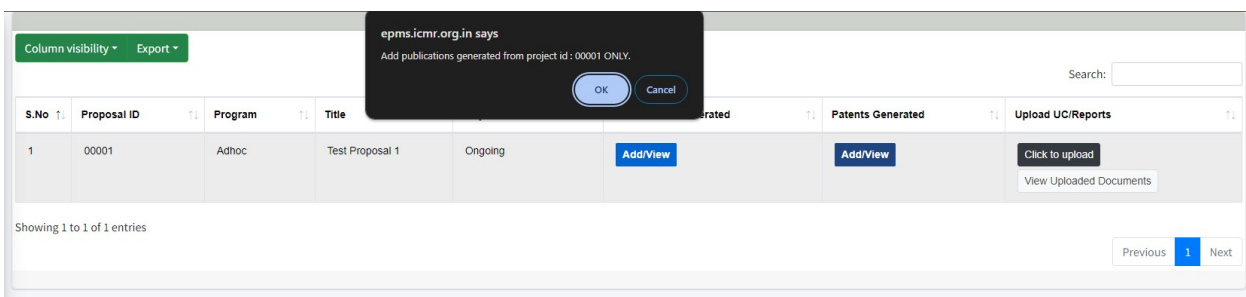 epms.icmr.org.in says
Add publications generated from project id : 00001 ONLY.
OK Cancel
Column visibility Export
Search:
S.No Proposal ID Program Title erated Patents Generated Upload UC/Reports
1 00001 Adhoc Test Proposal 1 Ongoing Add/View Add/View Click to upload
View Uploaded Documents
Showing 1 to 1 of 1 entries
Previous 1 Next